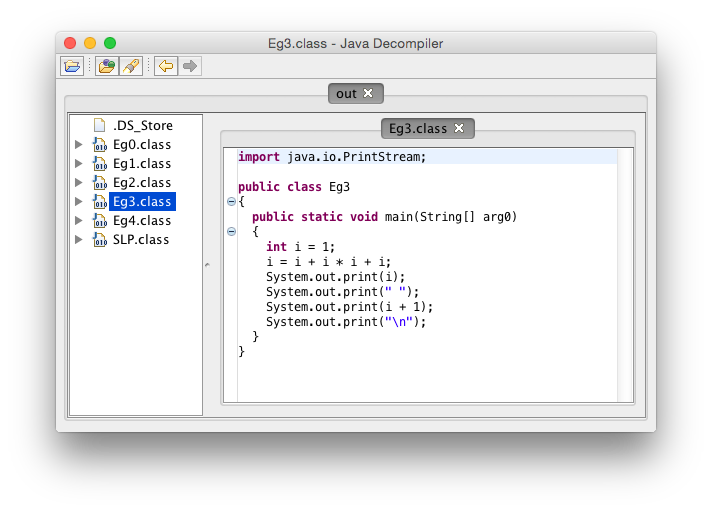 Eg3.class - Java Decompiler
out
.DS_Store
Eg0.class
Eg1.class
Eg2.class
Eg3.class
Eg4.class
SLP.class
Eg3.class
import java.io.PrintStream;
public class Eg3
{
  public static void main(String[] arg0)
  {
    int i = 1;
    i = i + i * i + i;
    System.out.print(i);
    System.out.print(" ");
    System.out.print(i + 1);
    System.out.print("\n");
  }
}